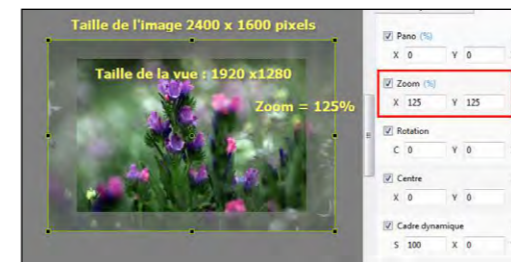 Taille de l'image 2400 x 1600 pixels
Taille de la vue : 1920 x1280
Zoom = 125%
Pano (%)
X 0 Y 0
Zoom (%)
X 125 Y 125
Rotation
C 0 Y 0
Centre
X 0 Y 0
Cadre dynamique
S 100 X 0